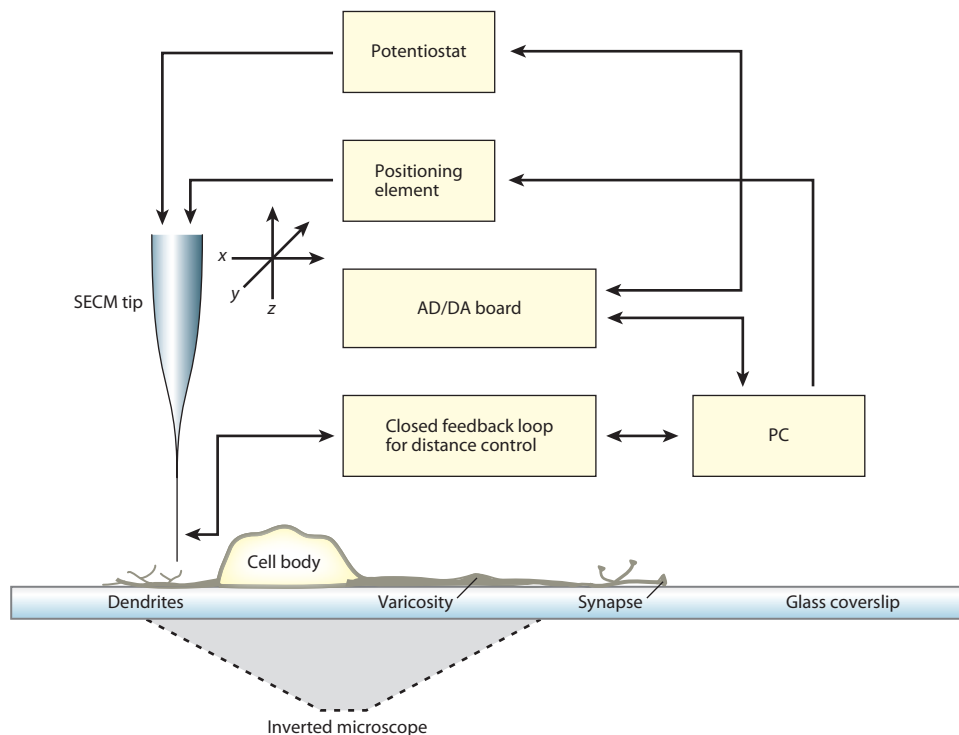 Potentiostat
Positioning
element
x
y
z
SECM tip
AD/DA board
Closed feedback loop
for distance control
PC
Cell body
Dendrites
Varicosity
Synapse
Glass coverslip
Inverted microscope